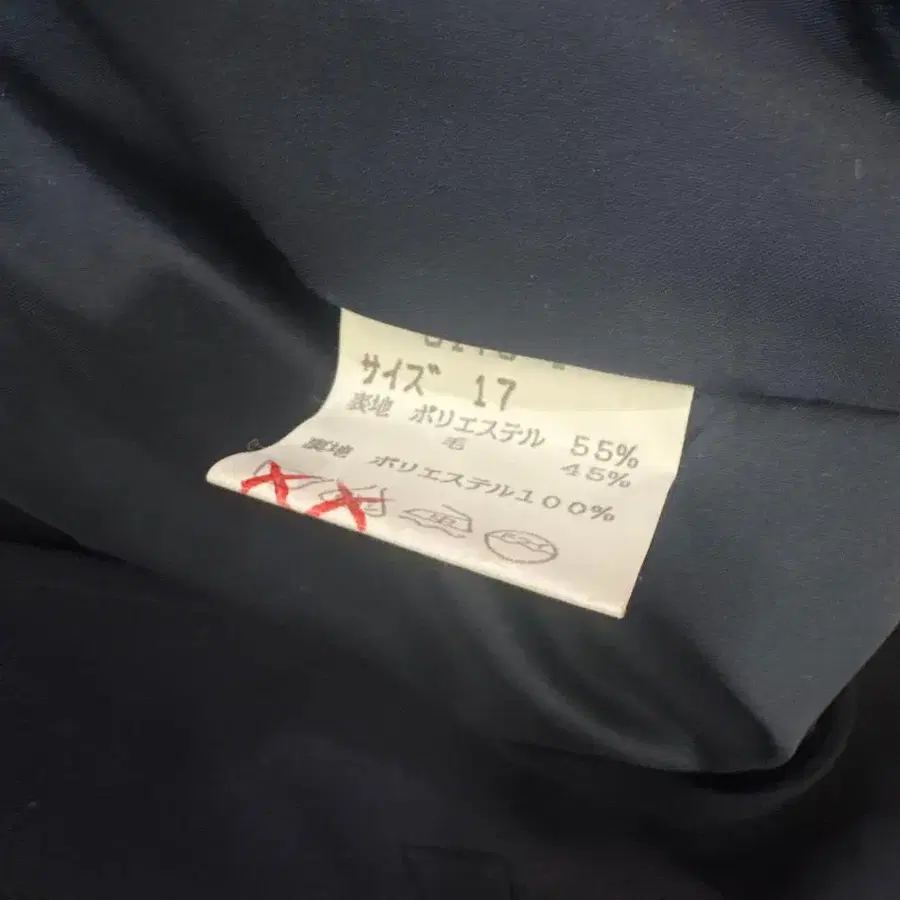 サイズ 17
表地 ポリエステル 55%
毛 45%
裏地 ポリエステル100%